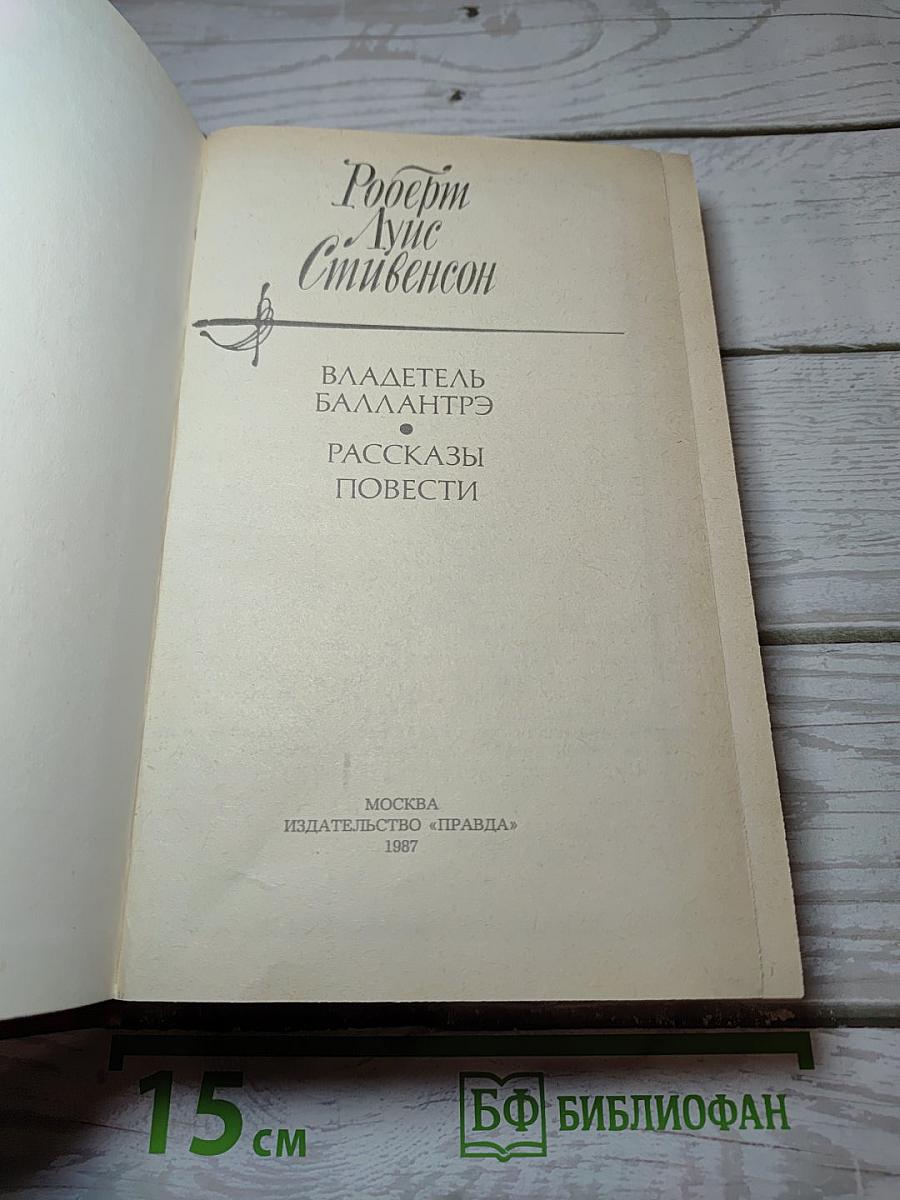 Роберт
Луис
Стивенсон
ВЛАДЕТЕЛЬ
БАЛЛАНТРЭ
•
РАССКАЗЫ
ПОВЕСТИ
МОСКВА
ИЗДАТЕЛЬСТВО «ПРАВДА»
1987
15 см
БФ БИБЛИОФАН